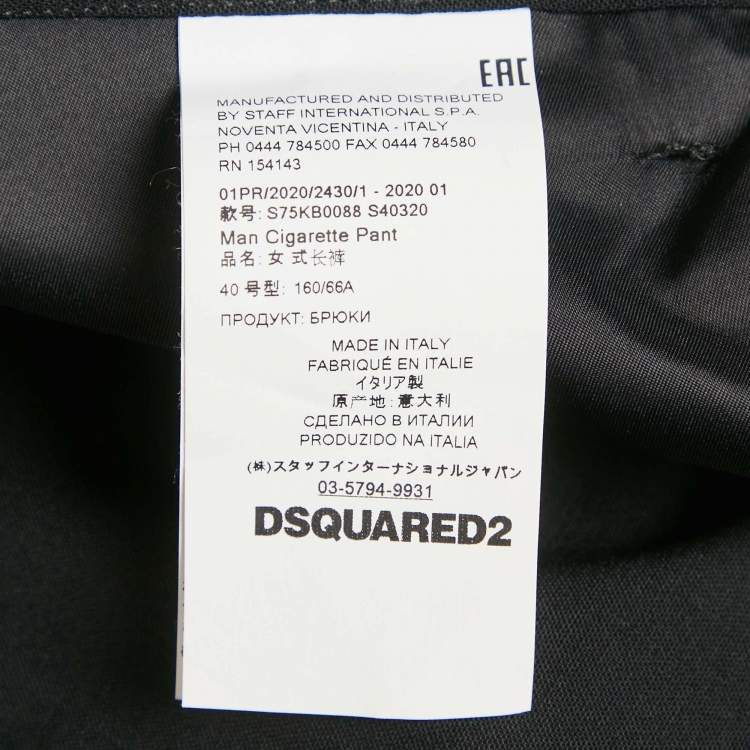 EAC
MANUFACTURED AND DISTRIBUTED
BY STAFF INTERNATIONAL S.P.A.
NOVENTA VICENTINA - ITALY
PH 0444 784500 FAX 0444 784580
RN 154143
01PR/2020/2430/1 - 2020 01
款号: S75KB0088 S40320
Man Cigarette Pant
品名: 女 式长裤
40 号型: 160/66A
ПРОДУКТ: БРЮКИ
MADE IN ITALY
FABRIQUÉ EN ITALIE
イタリア製
原产地: 意大利
СДЕЛАНО В ИТАЛИИ
PRODUZIDO NA ITALIA
(株)スタッフインターナショナルジャパン
03-5794-9931
DSQUARED2